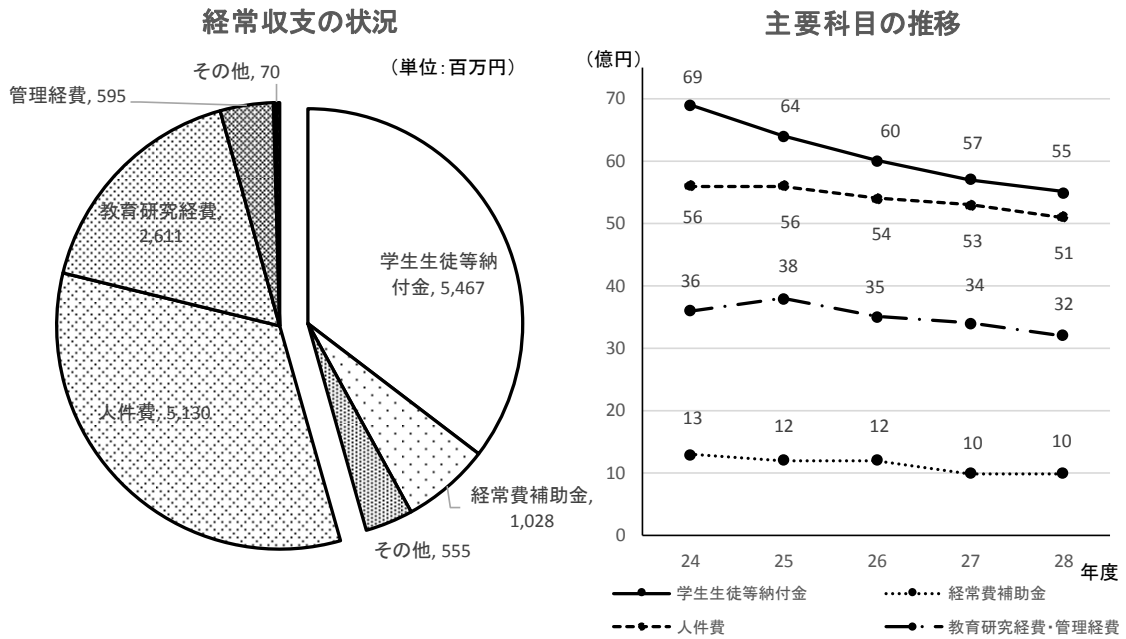 経常収支の状況
(単位:百万円)
その他, 70
管理経費, 595
教育研究経費,
2,611
人件費, 5,130
学生生徒等納
付金, 5,467
経常費補助金,
1,028
その他, 555
主要科目の推移
(億円)
70
60
50
40
30
20
10
0
69
64
60
57
55
56
56
54
53
51
36
38
35
34
32
13
12
12
10
10
24
25
26
27
28
年度
学生生徒等納付金
経常費補助金
人件費
教育研究経費・管理経費